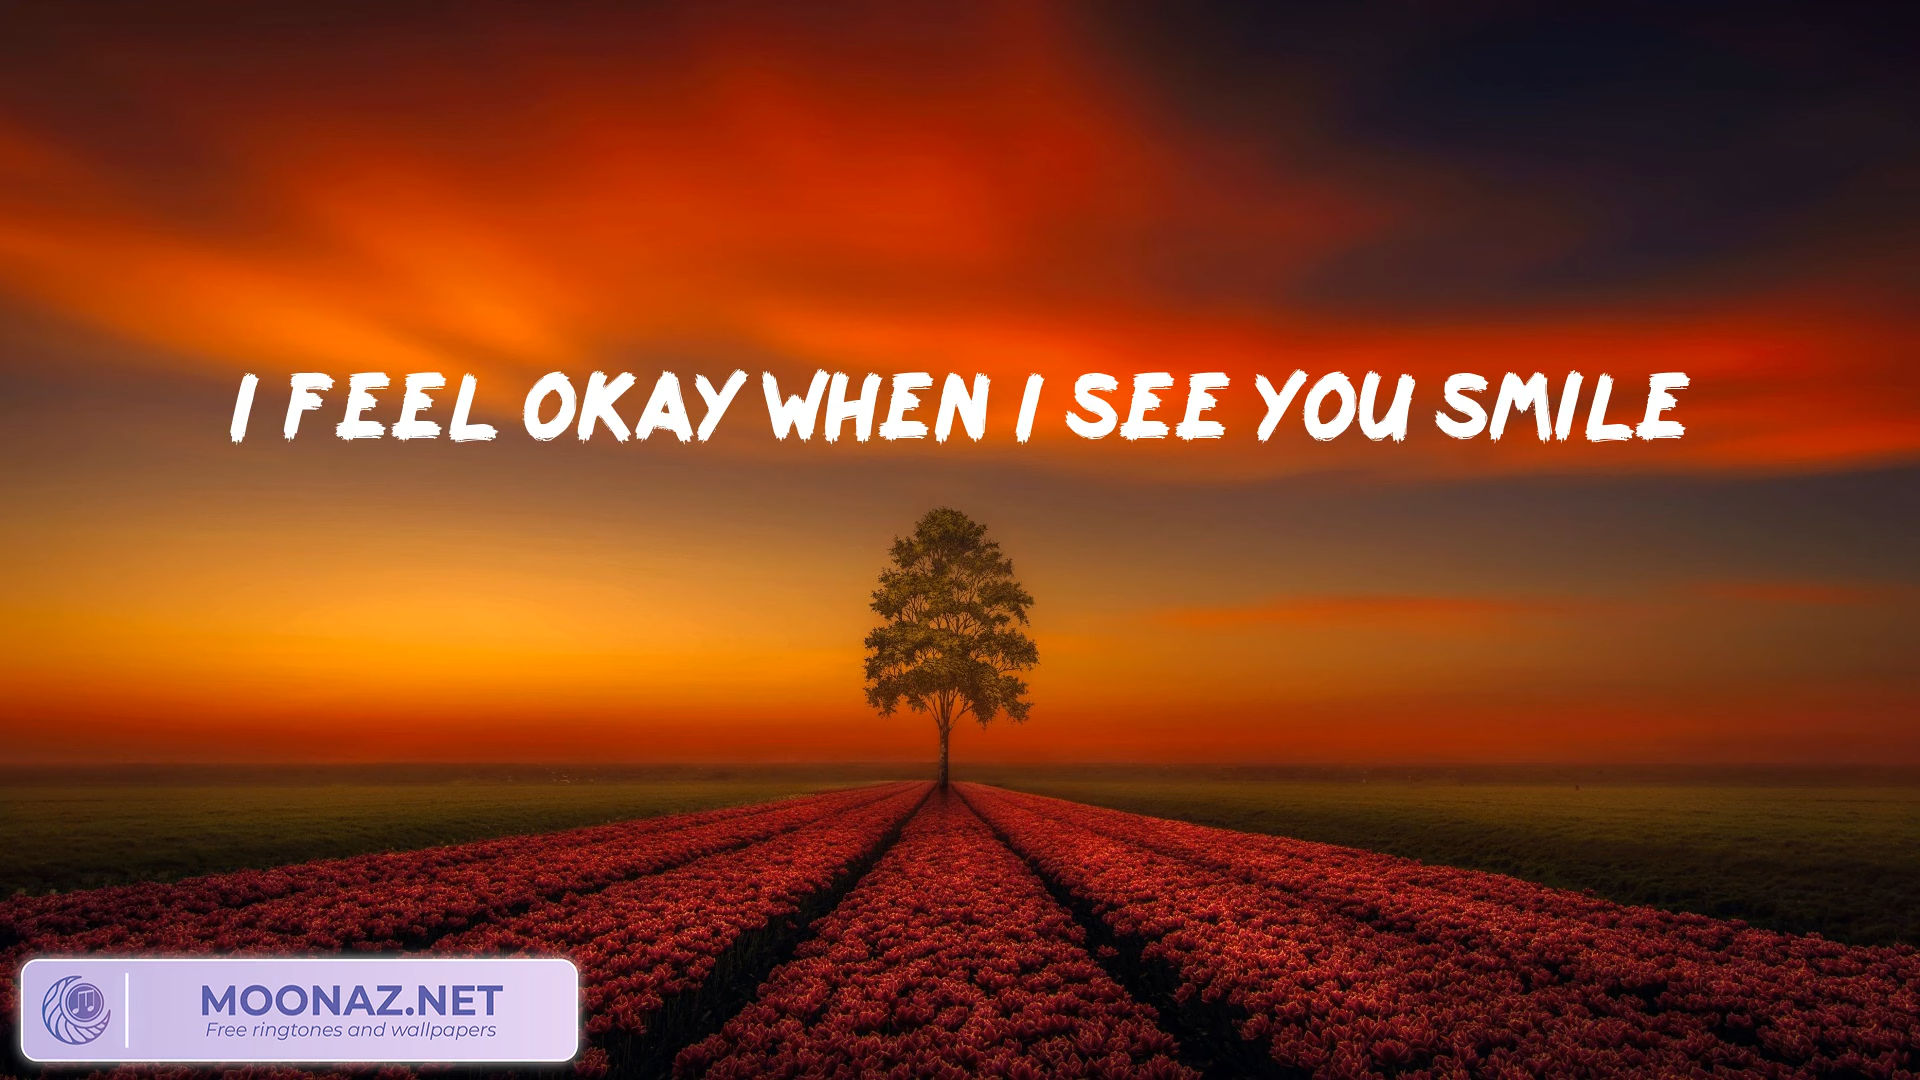 I FEEL OKAY WHEN I SEE YOU SMILE
MOONAZ.NET
Free ringtones and wallpapers